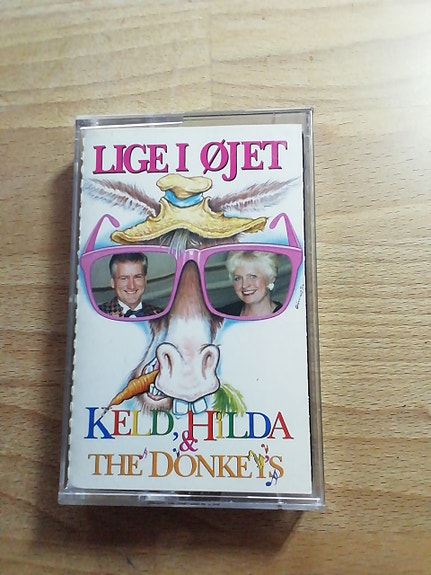 LIGE I ØJET
KELD, HILDA
&
THE DONKEYS